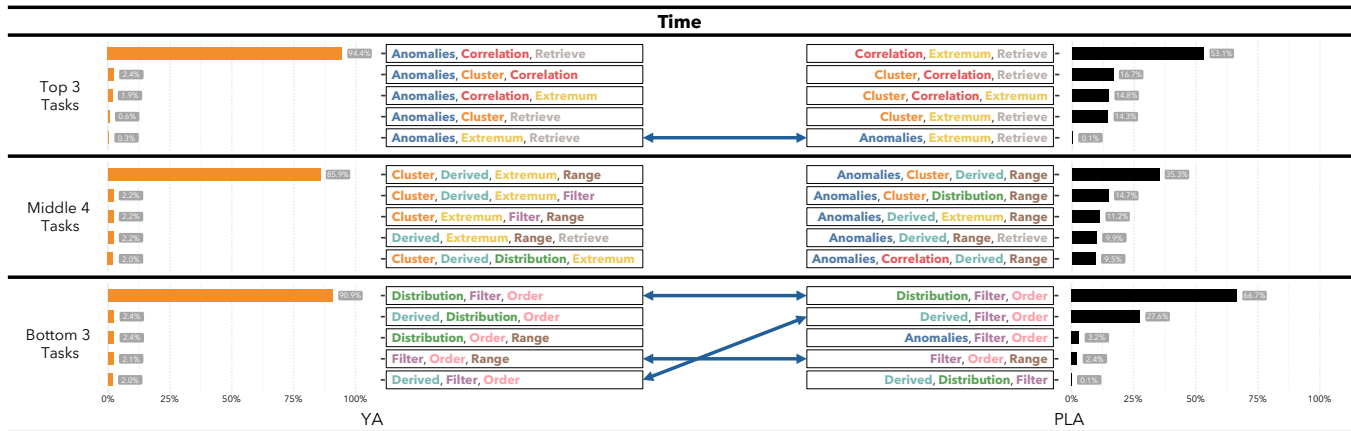 Time
Top 3
Tasks
94.4% Anomalies, Correlation, Retrieve Correlation, Extremum, Retrieve 53.1%
2.4% Anomalies, Cluster, Correlation Cluster, Correlation, Retrieve 16.7%
1.9% Anomalies, Correlation, Extremum Cluster, Correlation, Extremum 14.8%
0.6% Anomalies, Cluster, Retrieve Cluster, Extremum, Retrieve 14.3%
0.3% Anomalies, Extremum, Retrieve Anomalies, Extremum, Retrieve 0.1%
Middle 4
Tasks
85.9% Cluster, Derived, Extremum, Range Anomalies, Cluster, Derived, Range 35.3%
2.2% Cluster, Derived, Extremum, Filter Anomalies, Cluster, Distribution, Range 14.7%
2.2% Cluster, Extremum, Filter, Range Anomalies, Derived, Extremum, Range 11.2%
2.2% Derived, Extremum, Range, Retrieve Anomalies, Derived, Range, Retrieve 9.9%
2.0% Cluster, Derived, Distribution, Extremum Anomalies, Correlation, Derived, Range 9.5%
Bottom 3
Tasks
90.9% Distribution, Filter, Order Distribution, Filter, Order 66.7%
2.4% Derived, Distribution, Order Derived, Filter, Order 27.6%
2.4% Distribution, Order, Range Anomalies, Filter, Order 3.2%
2.1% Filter, Order, Range Filter, Order, Range 2.4%
2.0% Derived, Filter, Order Derived, Distribution, Filter 0.1%
0% 25% 50% 75% 100% 0% 25% 50% 75% 100%
YA PLA